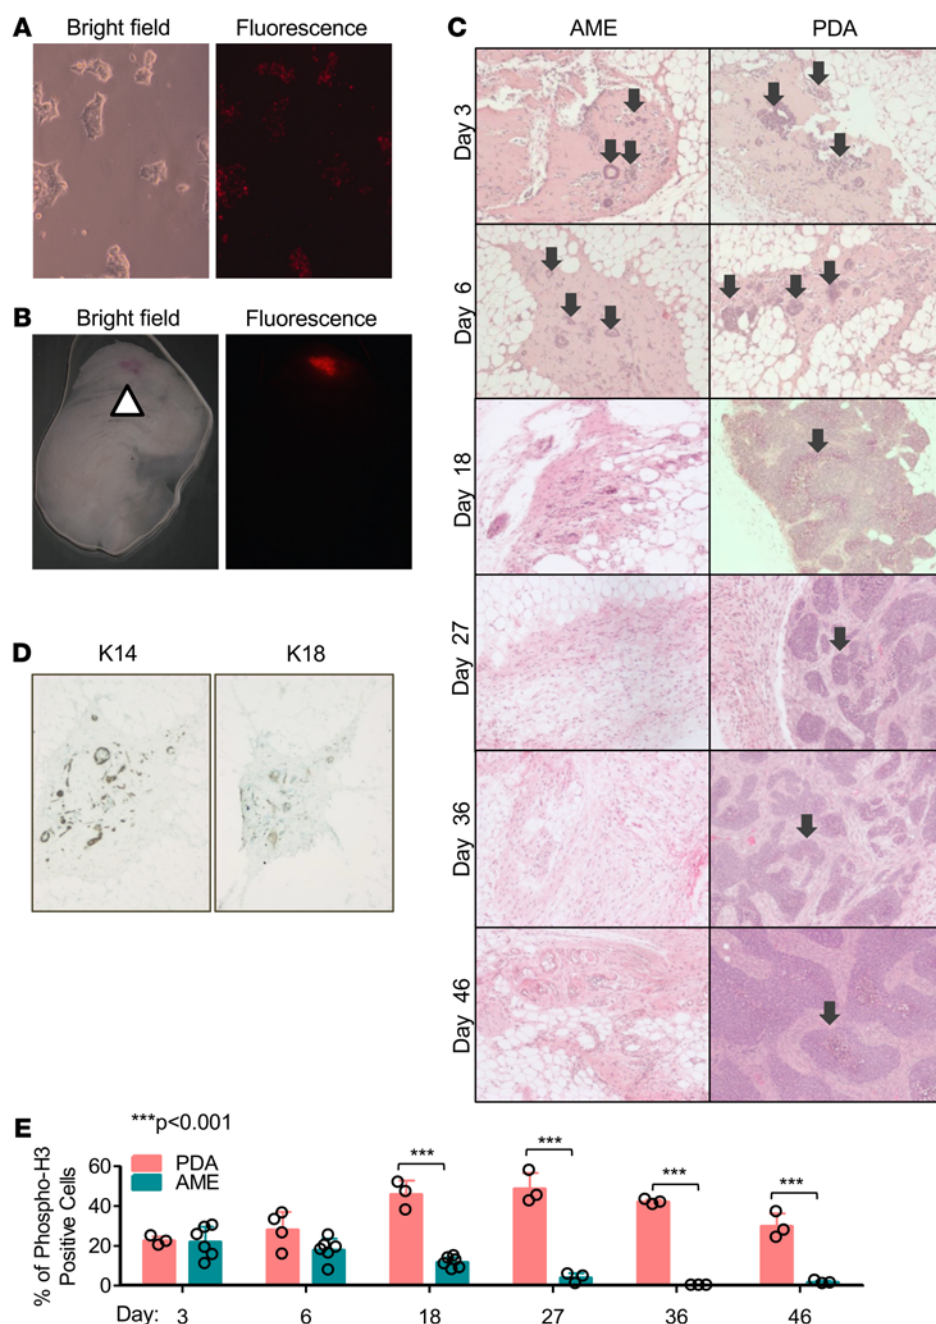 A
Bright field Fluorescence
B
Bright field Fluorescence
C
AME PDA
Day 3
Day 6
Day 18
Day 27
Day 36
Day 46
D
K14 K18
E
***p<0.001
PDA
AME
*** *** *** ***
% of Phospho-H3
Positive Cells
60
40
20
0
Day: 3 6 18 27 36 46